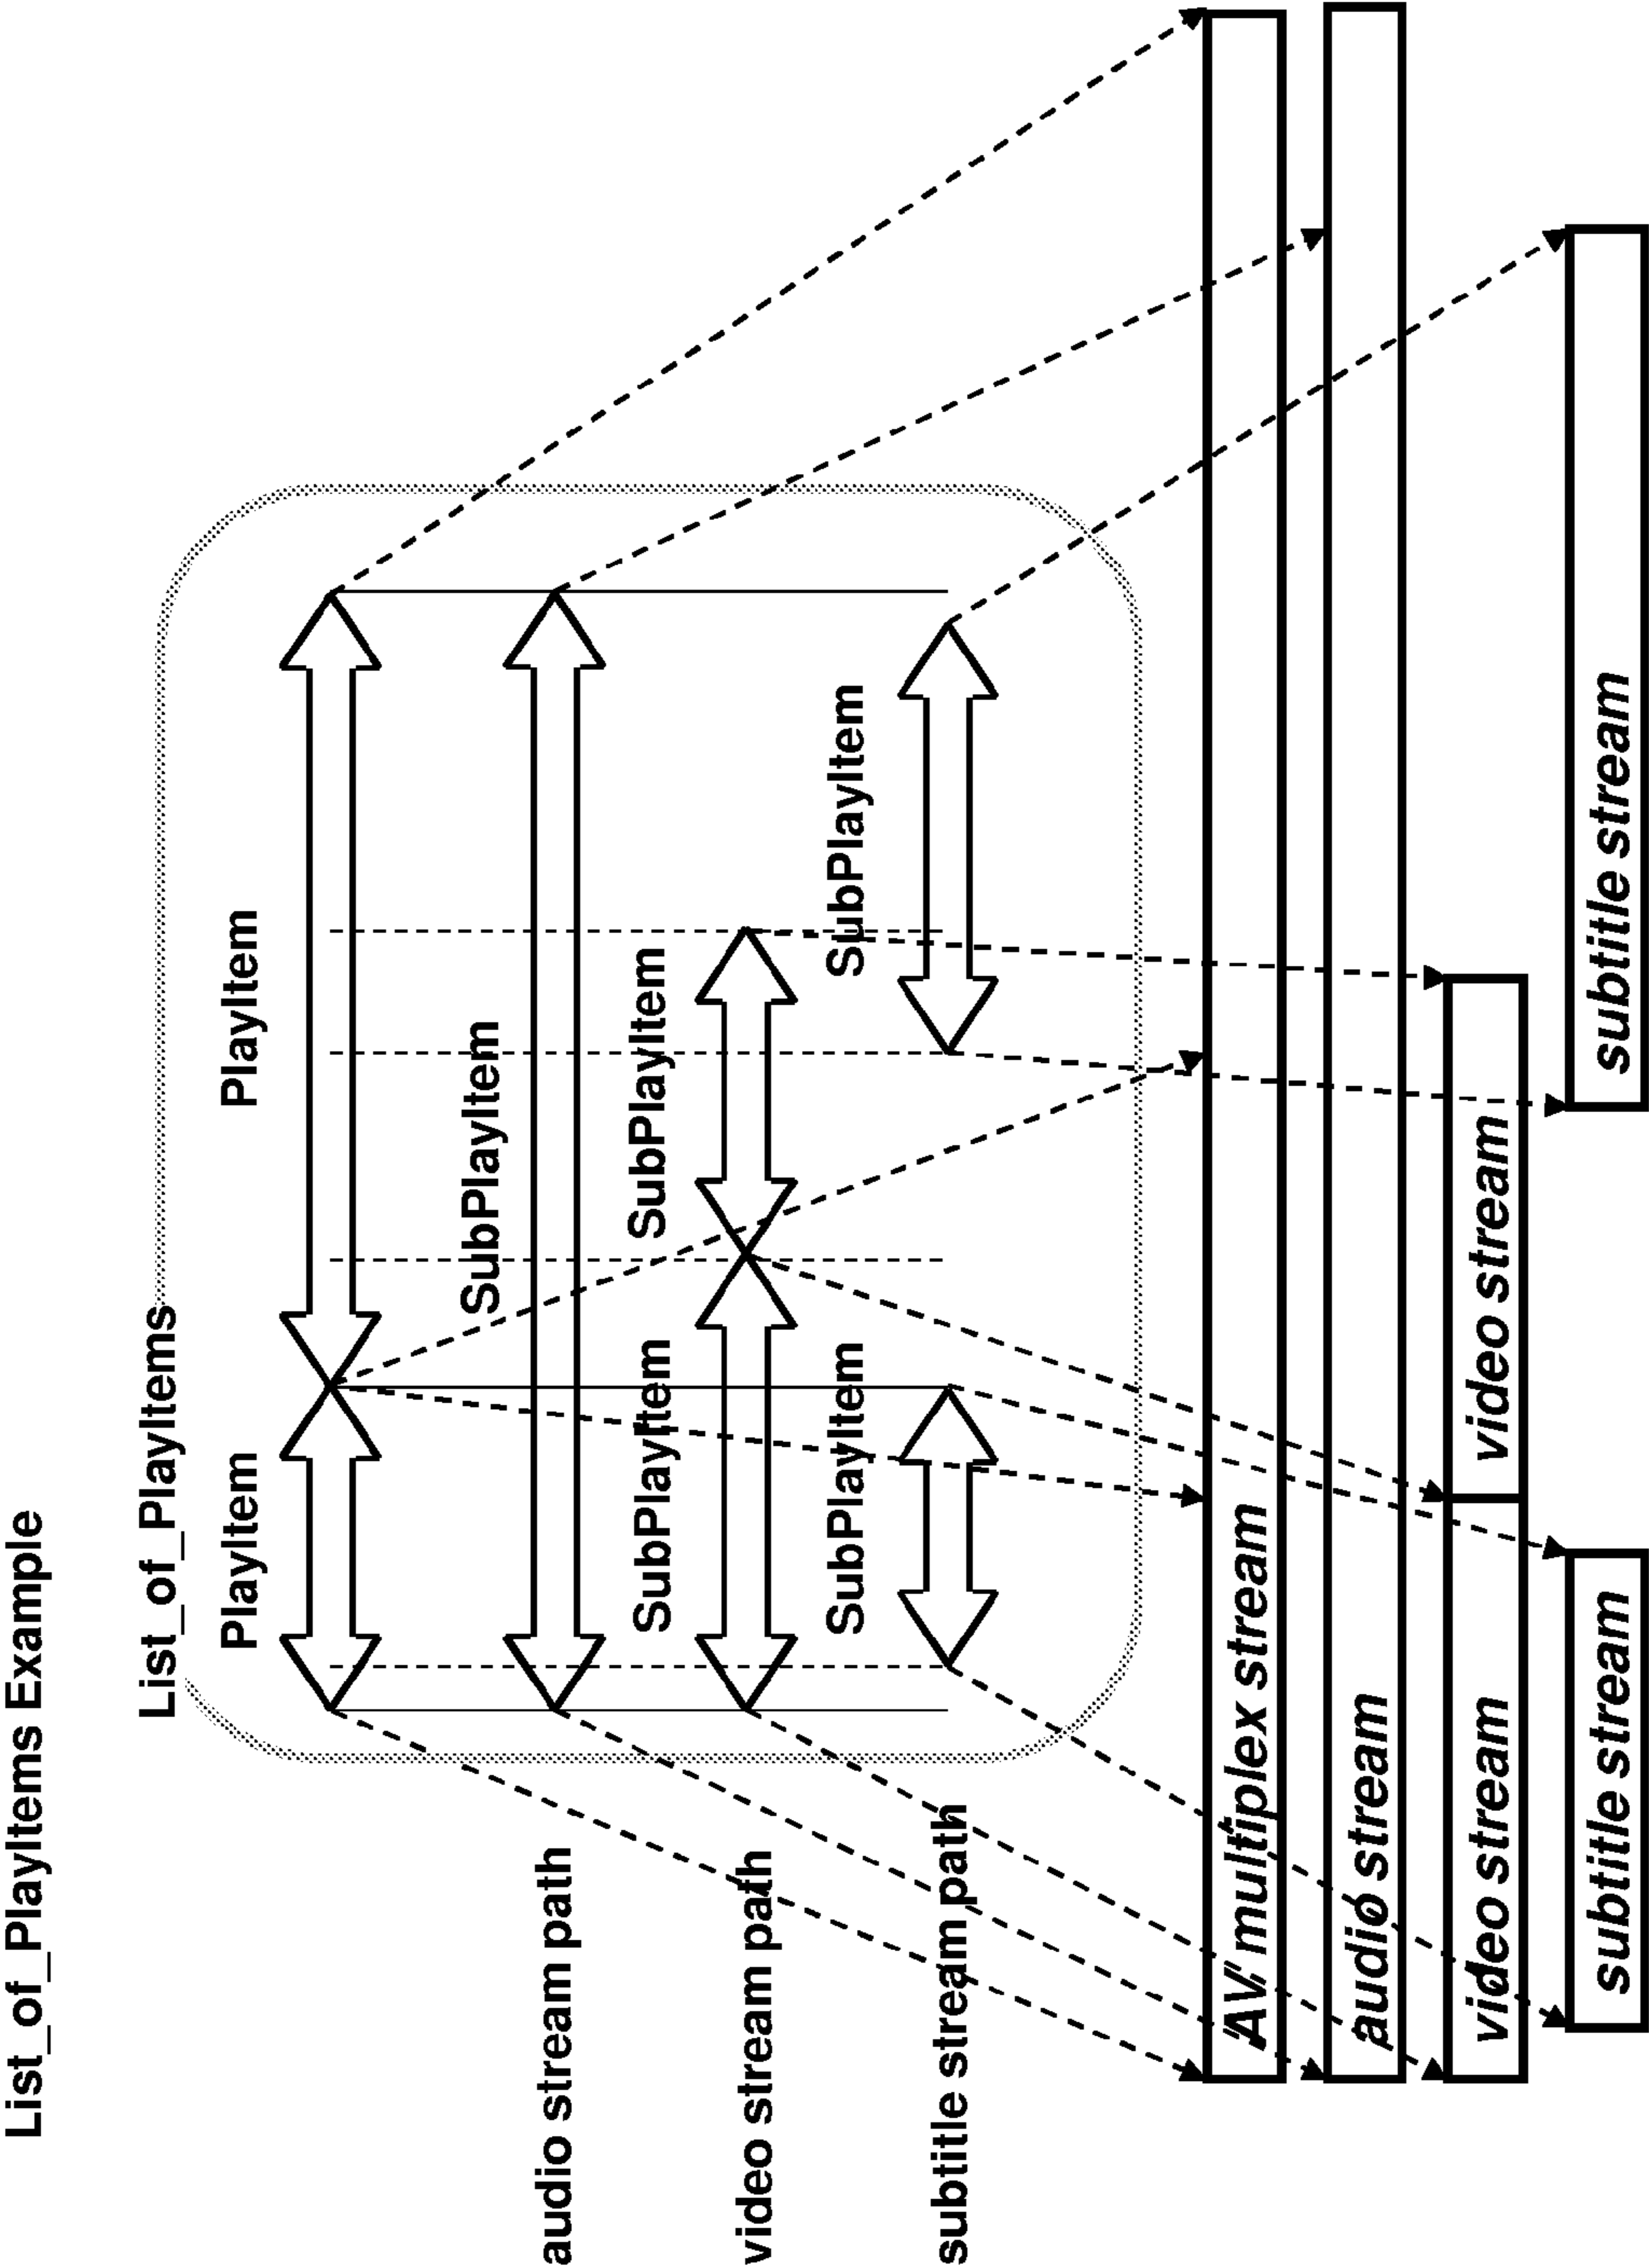 List_of_PlayItems Example
List_of_PlayItems
PlayItem
PlayItem
SubPlayItem
audio stream path
SubPlayItem
SubPlayItem
video stream path
SubPlayItem
SubPlayItem
subtitle stream path
AV multiplex stream
audio stream
video stream
video stream
subtitle stream
subtitle stream